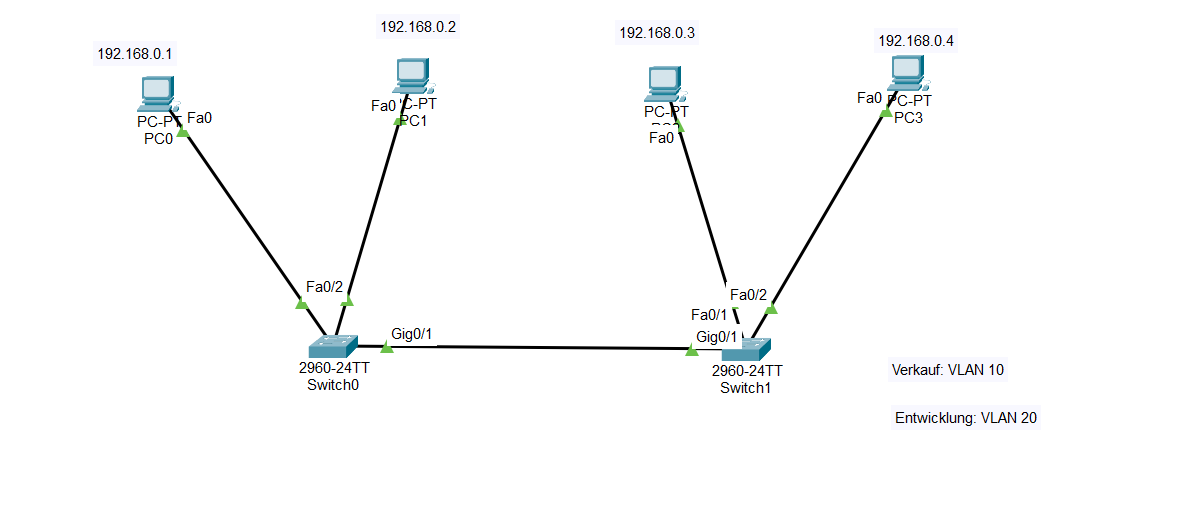 192.168.0.1
192.168.0.2
192.168.0.3
192.168.0.4
Fa0
PC0
Fa0
C-PT
PC1
PC-PT
Fa0
Fa0
PC-PT
PC3
Fa0/2
Gig0/1
2960-24TT
Switch0
Fa0/2
Fa0/1
Gig0/1
2960-24TT
Switch1
Verkauf: VLAN 10
Entwicklung: VLAN 20